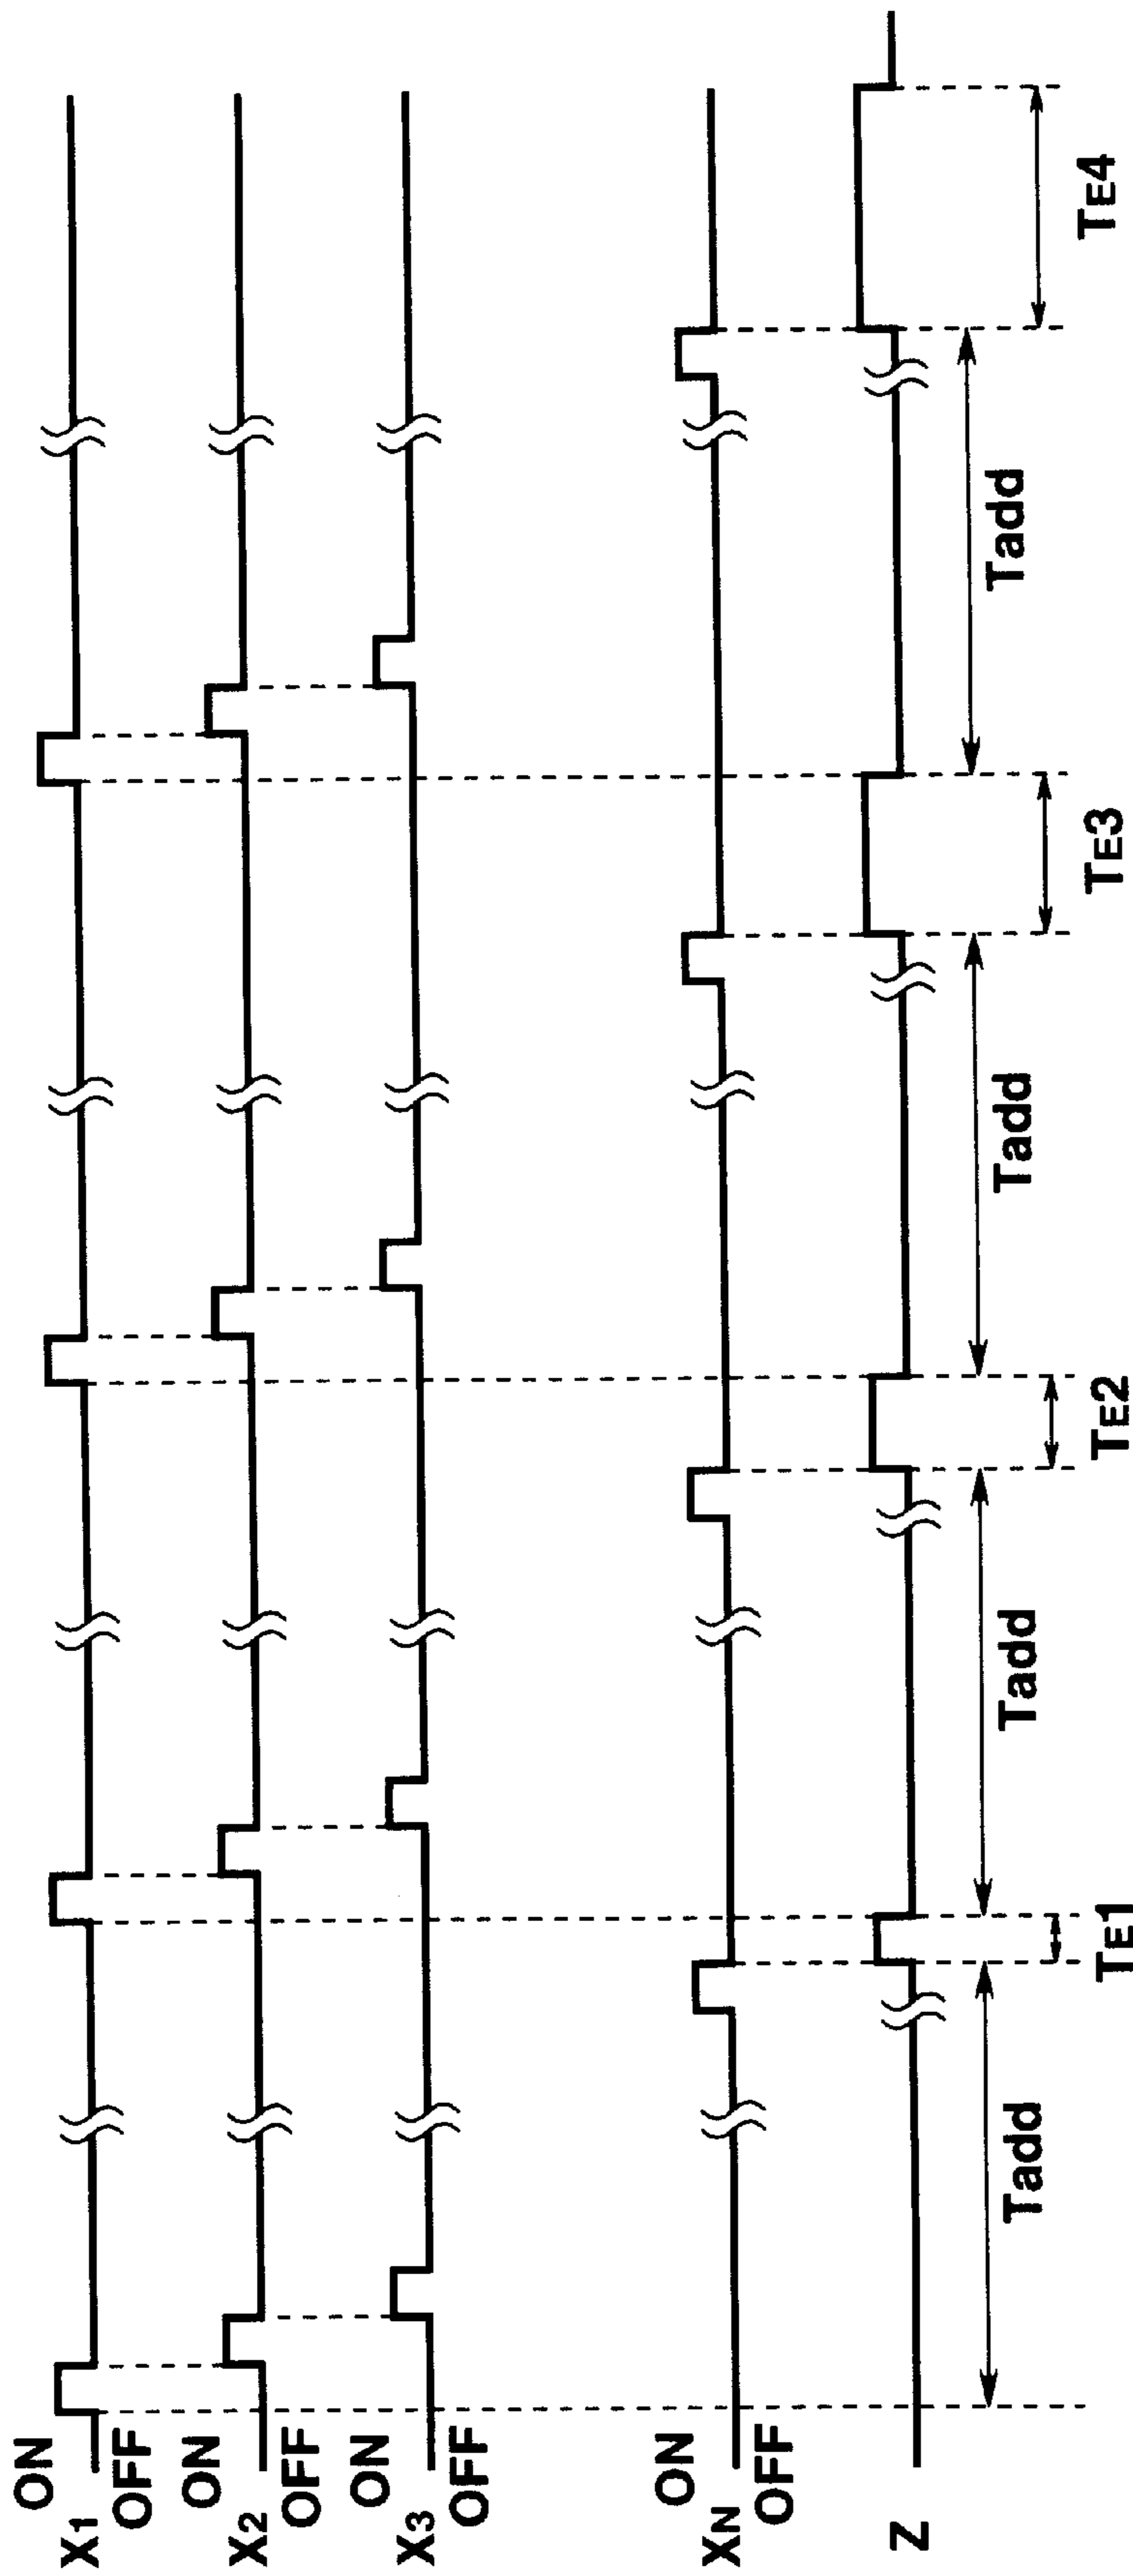 ON
X1
OFF
ON
X2
OFF
ON
X3
OFF
ON
XN
OFF
Z
Tadd
TE1
Tadd
TE2
Tadd
TE3
Tadd
TE4